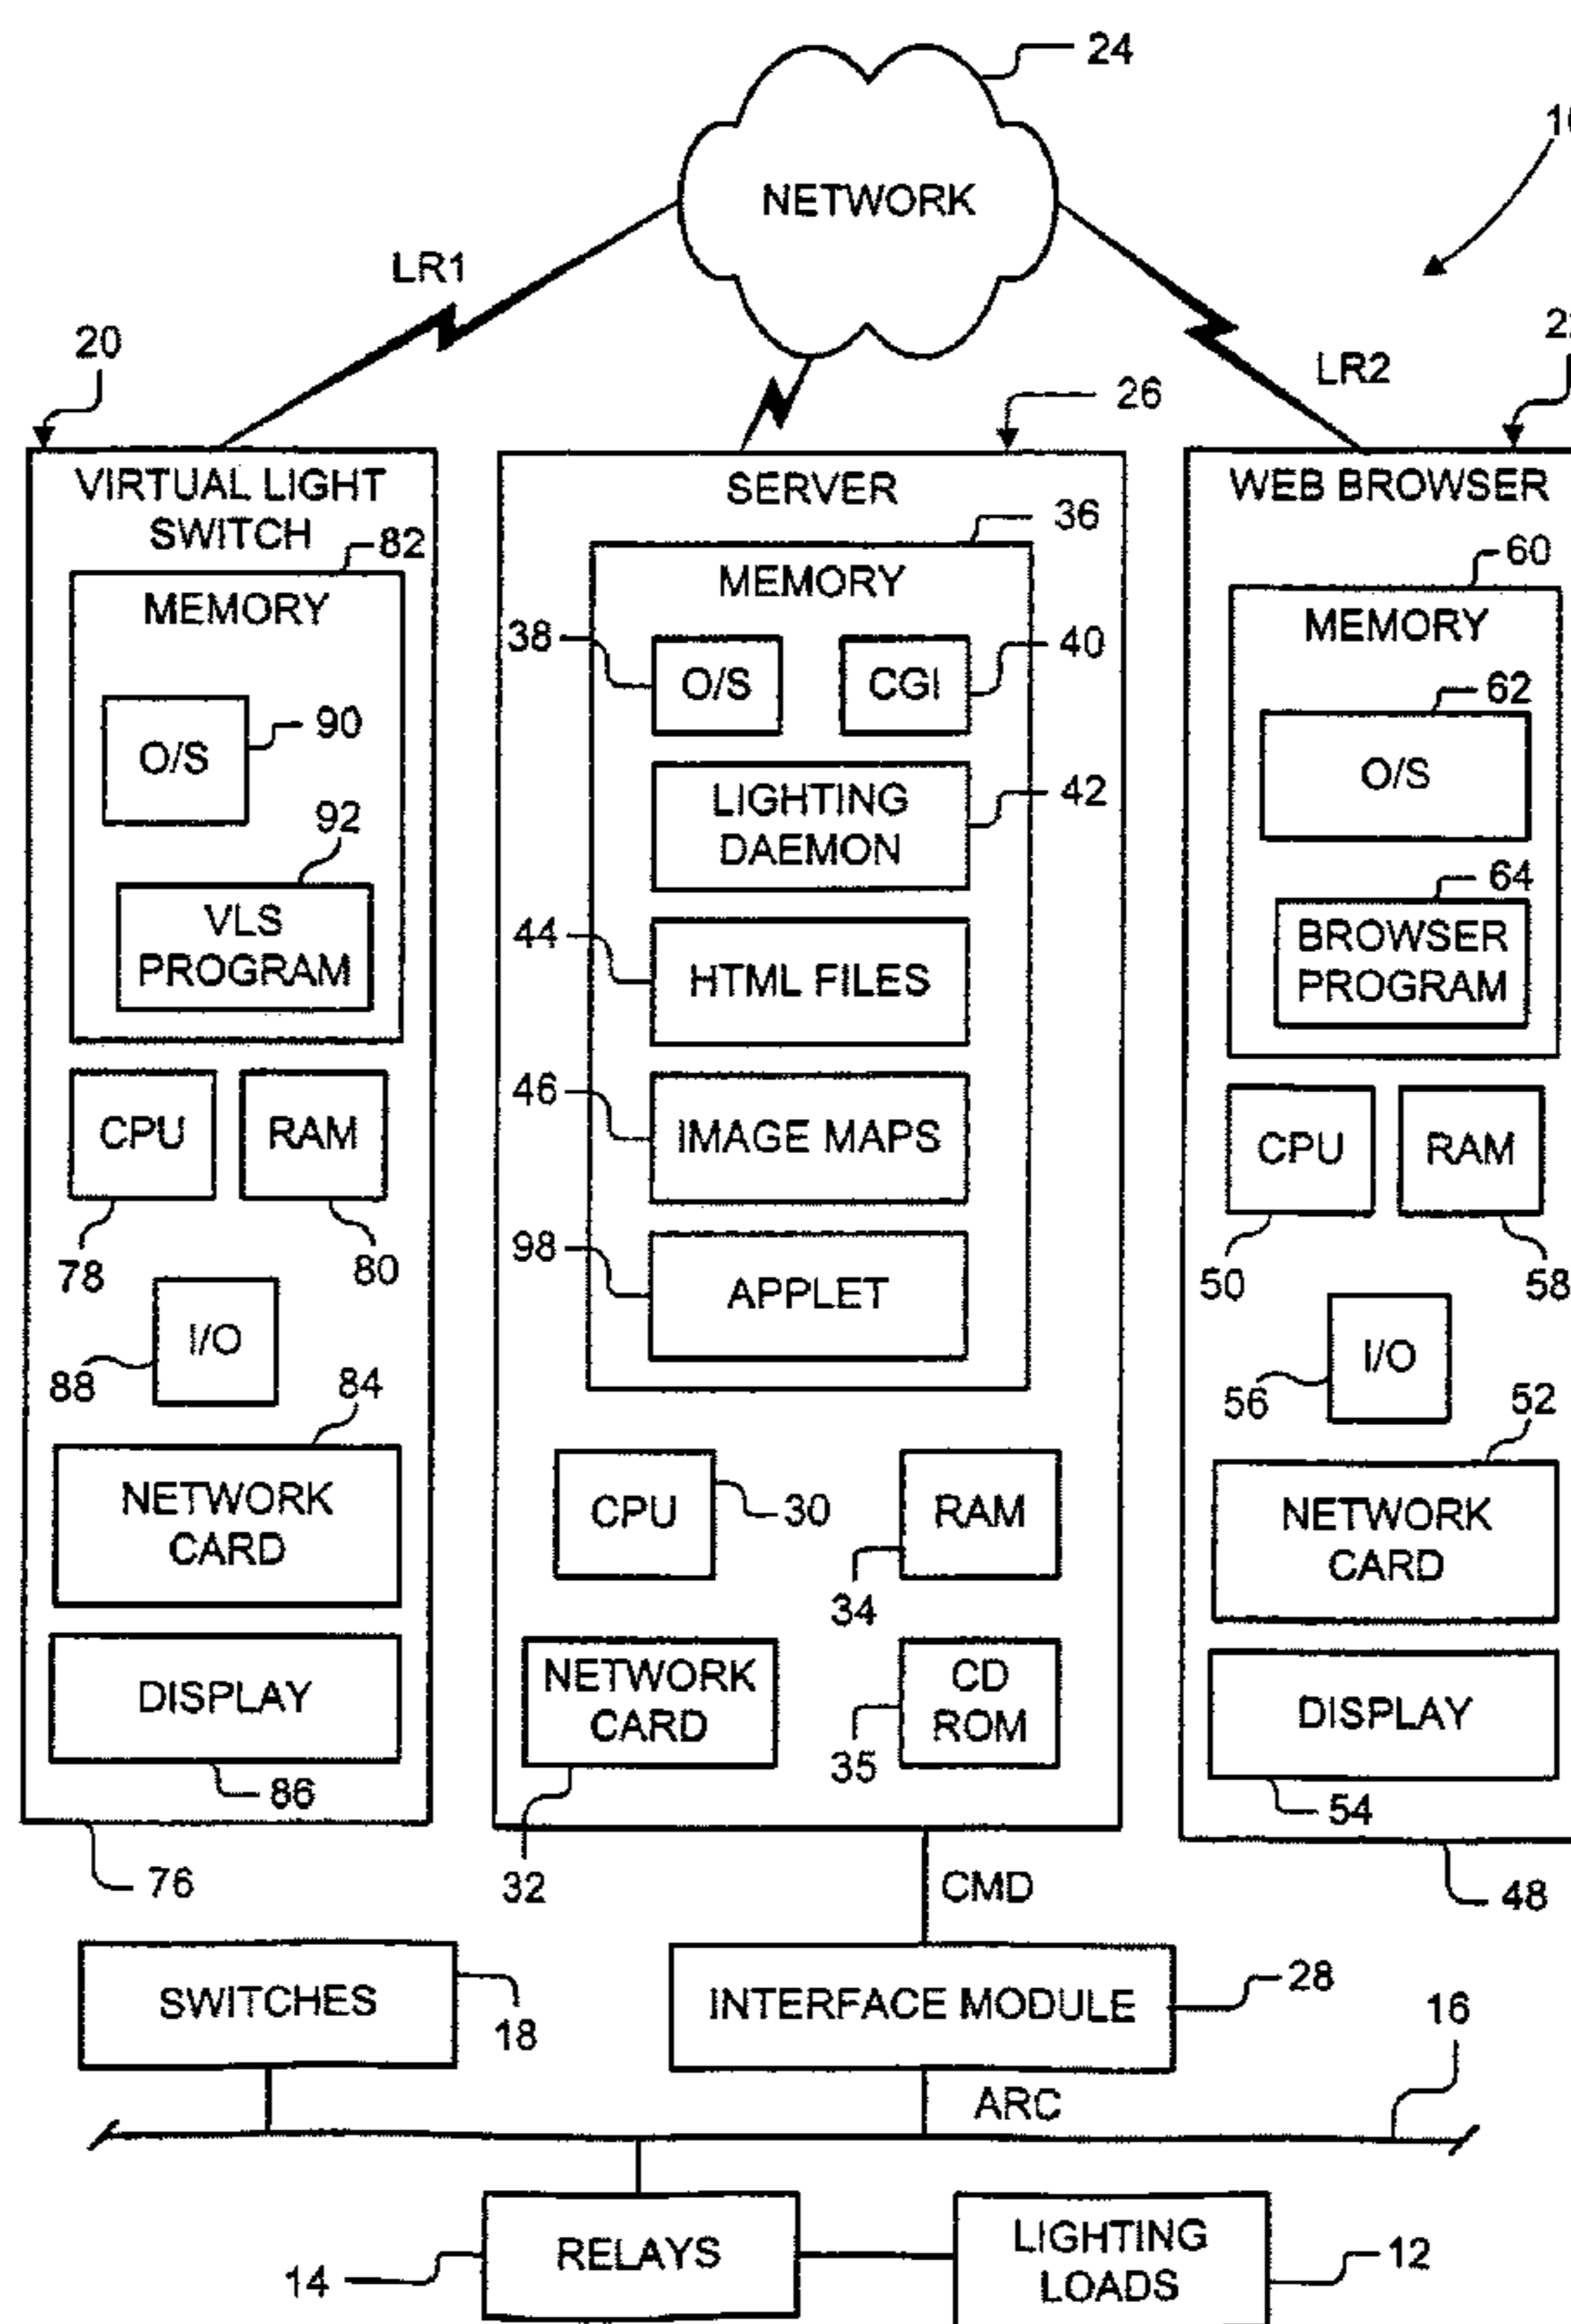 24
10
NETWORK
LR1
LR2
20
26
VIRTUAL LIGHT
SWITCH
82
MEMORY
O/S
90
92
VLS
PROGRAM
CPU
RAM
78
80
I/O
88
84
NETWORK
CARD
DISPLAY
86
76
SERVER
36
MEMORY
38
O/S
CGI
40
LIGHTING
DAEMON
42
44
HTML FILES
46
IMAGE MAPS
98
APPLET
CPU
30
RAM
34
NETWORK
CARD
32
CD
ROM
35
WEB BROWSER
60
MEMORY
62
O/S
64
BROWSER
PROGRAM
CPU
RAM
50
58
I/O
56
52
NETWORK
CARD
DISPLAY
54
48
CMD
SWITCHES
18
INTERFACE MODULE
28
16
ARC
RELAYS
14
LIGHTING
LOADS
12